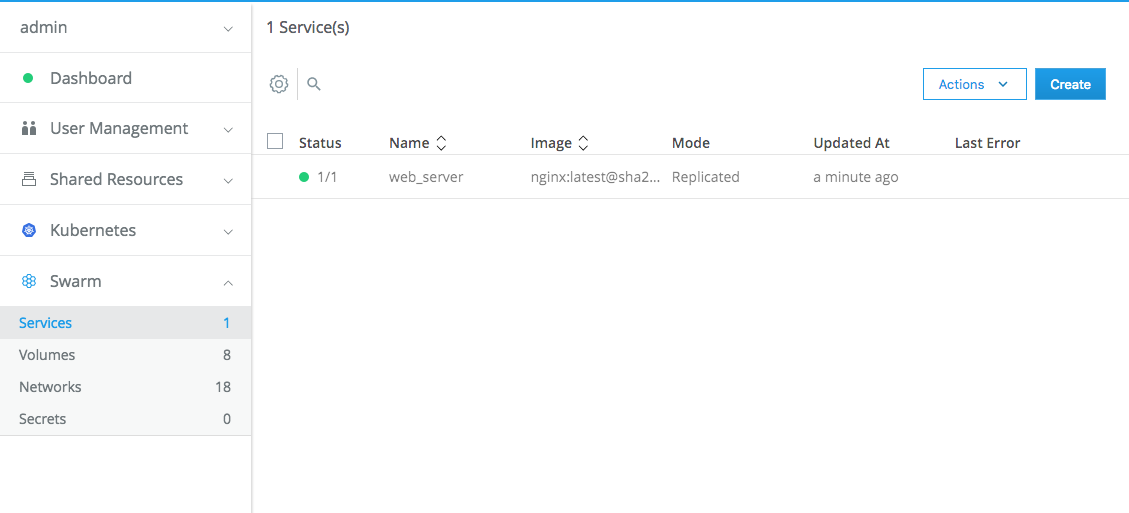 admin
Dashboard
User Management
Shared Resources
Kubernetes
Swarm
Services 1
Volumes 8
Networks 18
Secrets 0
1 Service(s)
Actions Create
Status Name Image Mode Updated At Last Error
1/1 web_server nginx:latest@sha2... Replicated a minute ago